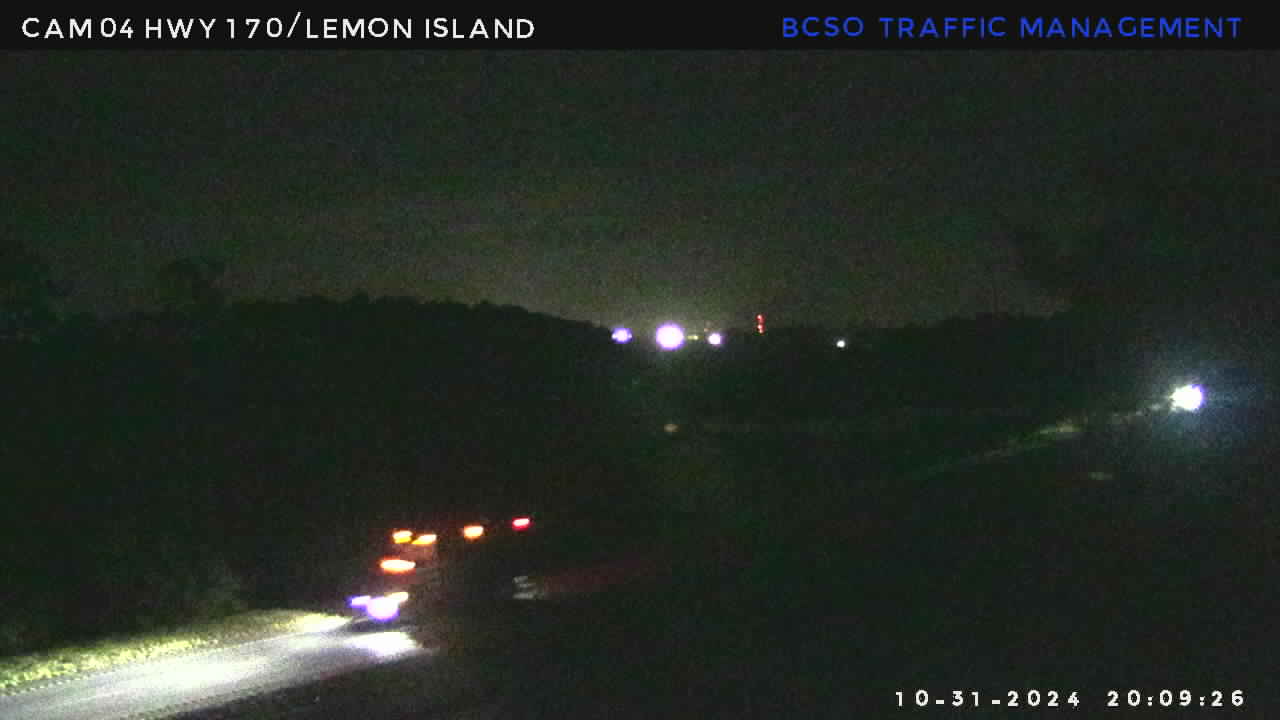 CAM04 HWY 170/LEMON ISLAND
BCSO TRAFFIC MANAGEMENT
10-31-2024 20:09:26